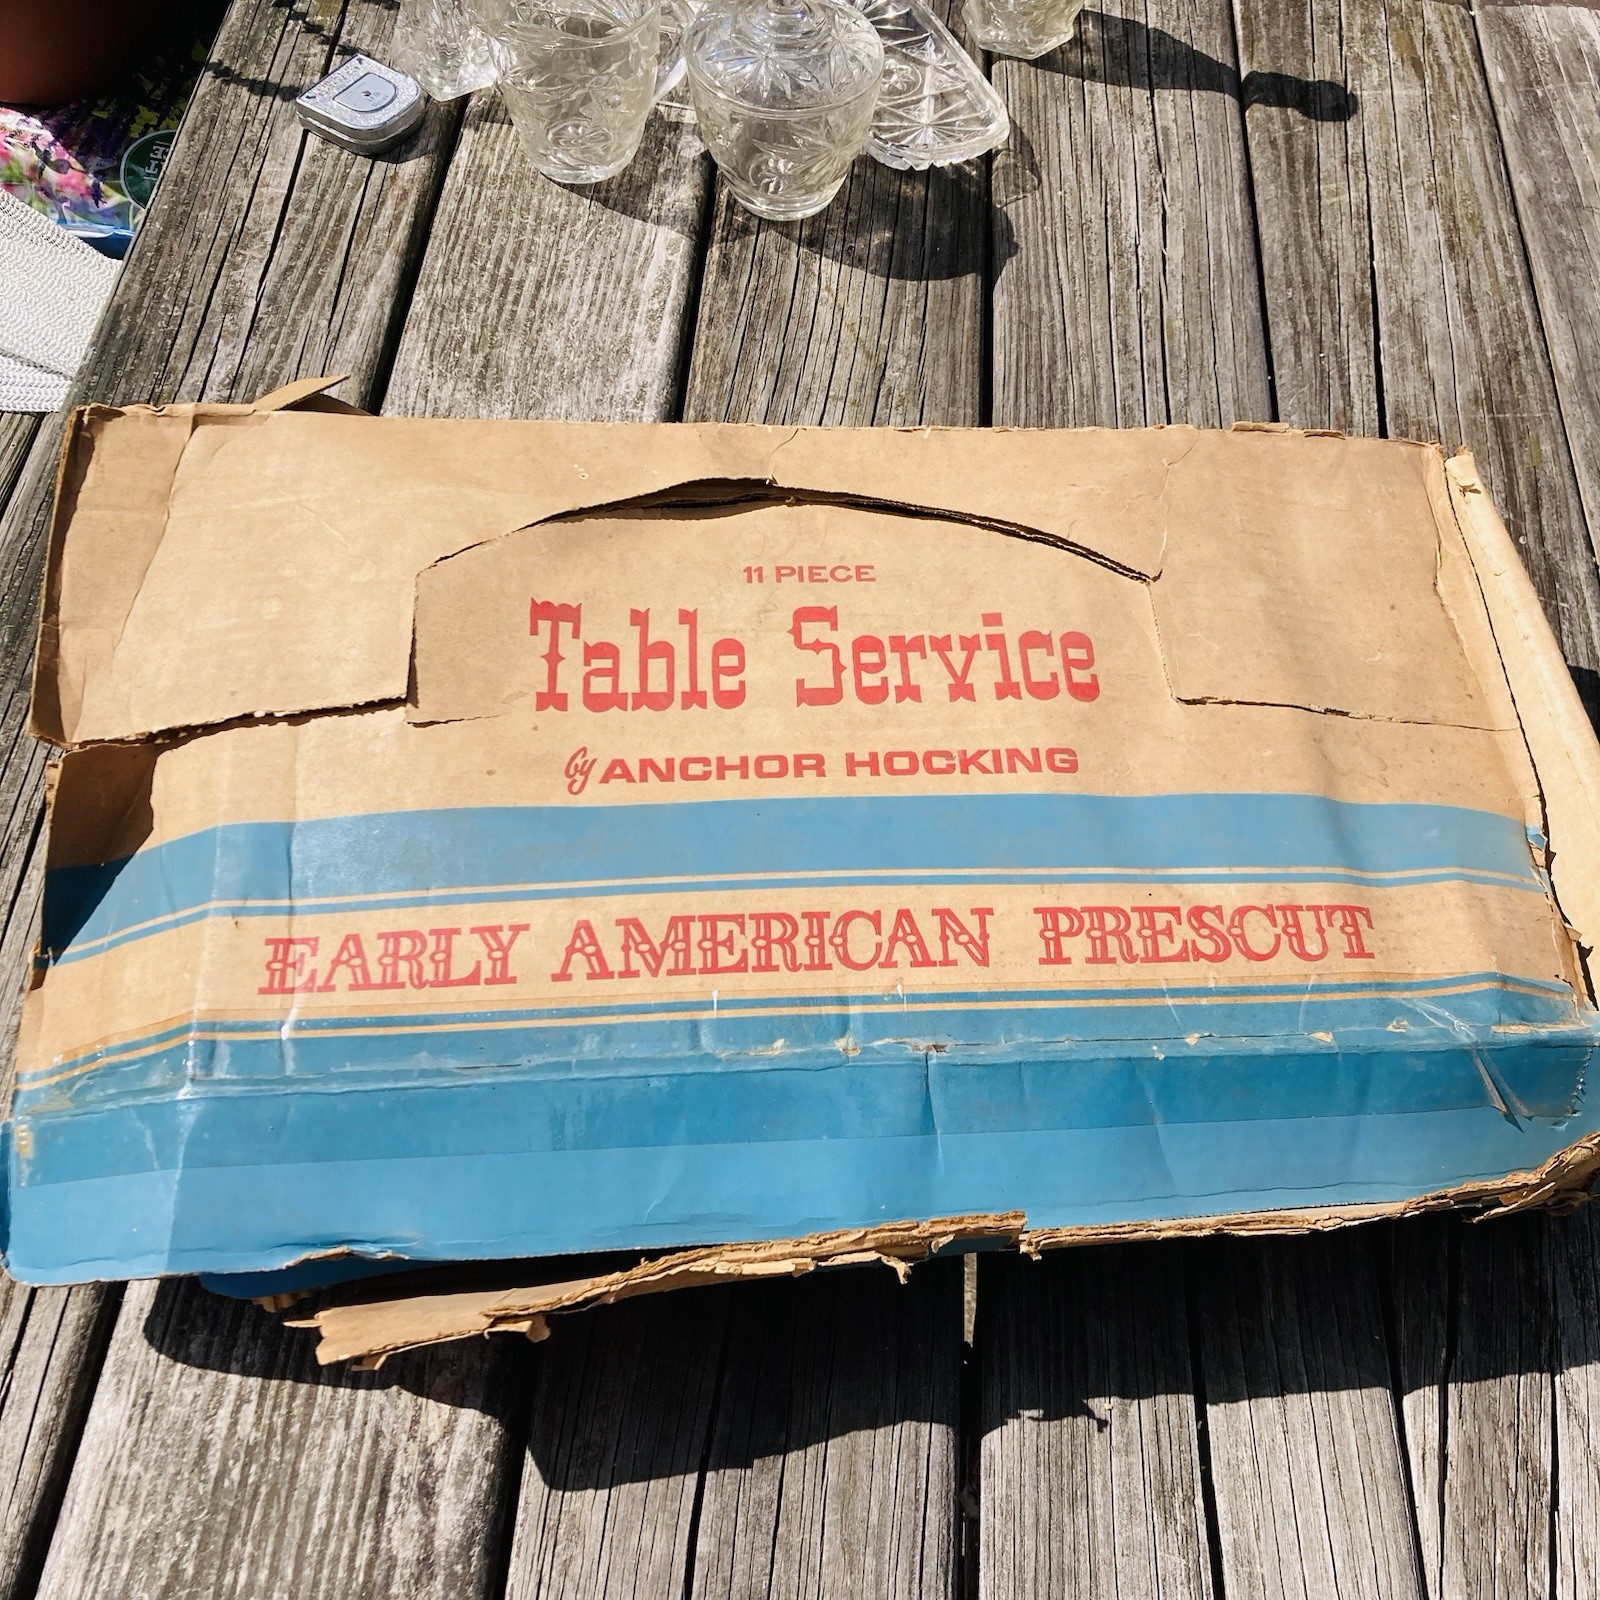 11 PIECE
Table Service
by ANCHOR HOCKING
EARLY AMERICAN PRESCUT